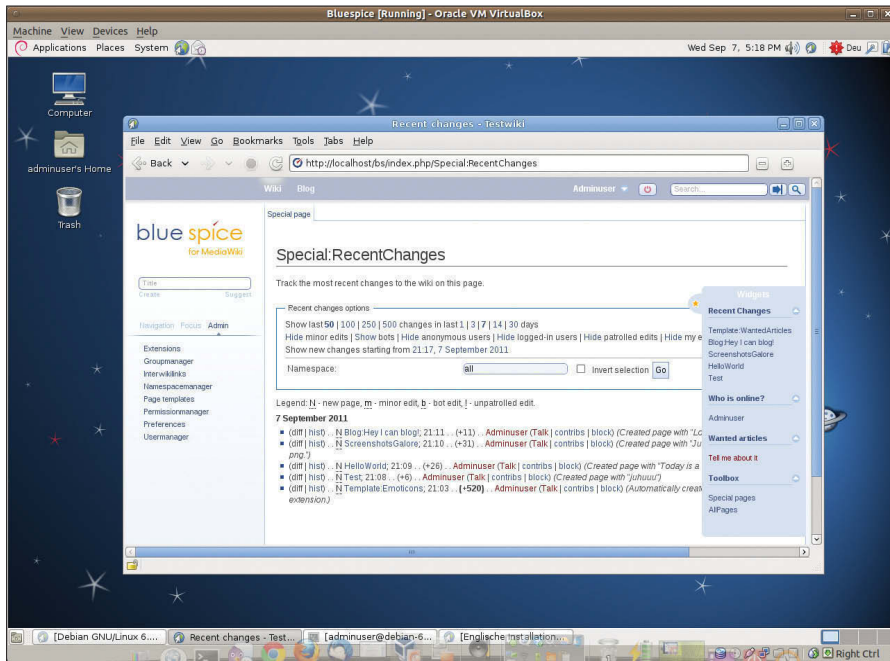 Bluespice [Running] - Oracle VM VirtualBox
Machine View Devices Help
Applications Places System
Wed Sep 7, 5:18 PM
Deu
Computer
adminuser's Home
Trash
Recent changes - Testwiki
File Edit View Go Bookmarks Tools Tabs Help
Back
http://localhost/bs/index.php/Special:RecentChanges
Wiki Blog
Adminuser
Search...
Special page
blue spice
for MediaWiki
Title
Create Suggest
Navigation Focus Admin
Extensions
Groupmanager
Interwikilinks
Namespacemanager
Page templates
Permissionmanager
Preferences
Usermanager
Special:RecentChanges
Track the most recent changes to the wiki on this page.
Recent changes options
Show last 50 | 100 | 250 | 500 changes in last 1 | 3 | 7 | 14 | 30 days
Hide minor edits | Show bots | Hide anonymous users | Hide logged-in users | Hide patrolled edits | Hide my e
Show new changes starting from 21:17, 7 September 2011
Namespace: all Invert selection Go
Legend: N - new page, m - minor edit, b - bot edit, ! - unpatrolled edit.
7 September 2011
(diff | hist) . . N Blog:Hey I can blog!; 21:11 . . (+11) . . Adminuser (Talk | contribs | block) (Created page with "Lo
(diff | hist) . . N ScreenshotsGalore; 21:10 . . (+31) . . Adminuser (Talk | contribs | block) (Created page with "Ju
png.")
(diff | hist) . . N HelloWorld; 21:09 . . (+26) . . Adminuser (Talk | contribs | block) (Created page with "Today is a
(diff | hist) . . N Test; 21:08 . . (+6) . . Adminuser (Talk | contribs | block) (Created page with "juhuuu")
(diff | hist) . . N Template:Emoticons; 21:03 . . (+520) . . Adminuser (Talk | contribs | block) (Automatically creat
extension.)
Widgets
Recent Changes
Template:WantedArticles
Blog:Hey I can blog!
ScreenshotsGalore
HelloWorld
Test
Who is online?
Adminuser
Wanted articles
Tell me about it
Toolbox
Special pages
AllPages
[Debian GNU/Linux 6....
Recent changes - Test...
[adminuser@debian-6...
[Englische Installation...
Right Ctrl